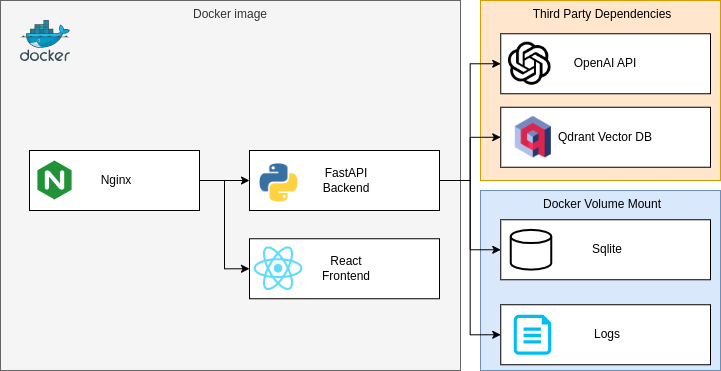 Docker image
docker
Nginx
FastAPI
Backend
React
Frontend
Third Party Dependencies
OpenAI API
Qdrant Vector DB
Docker Volume Mount
Sqlite
Logs